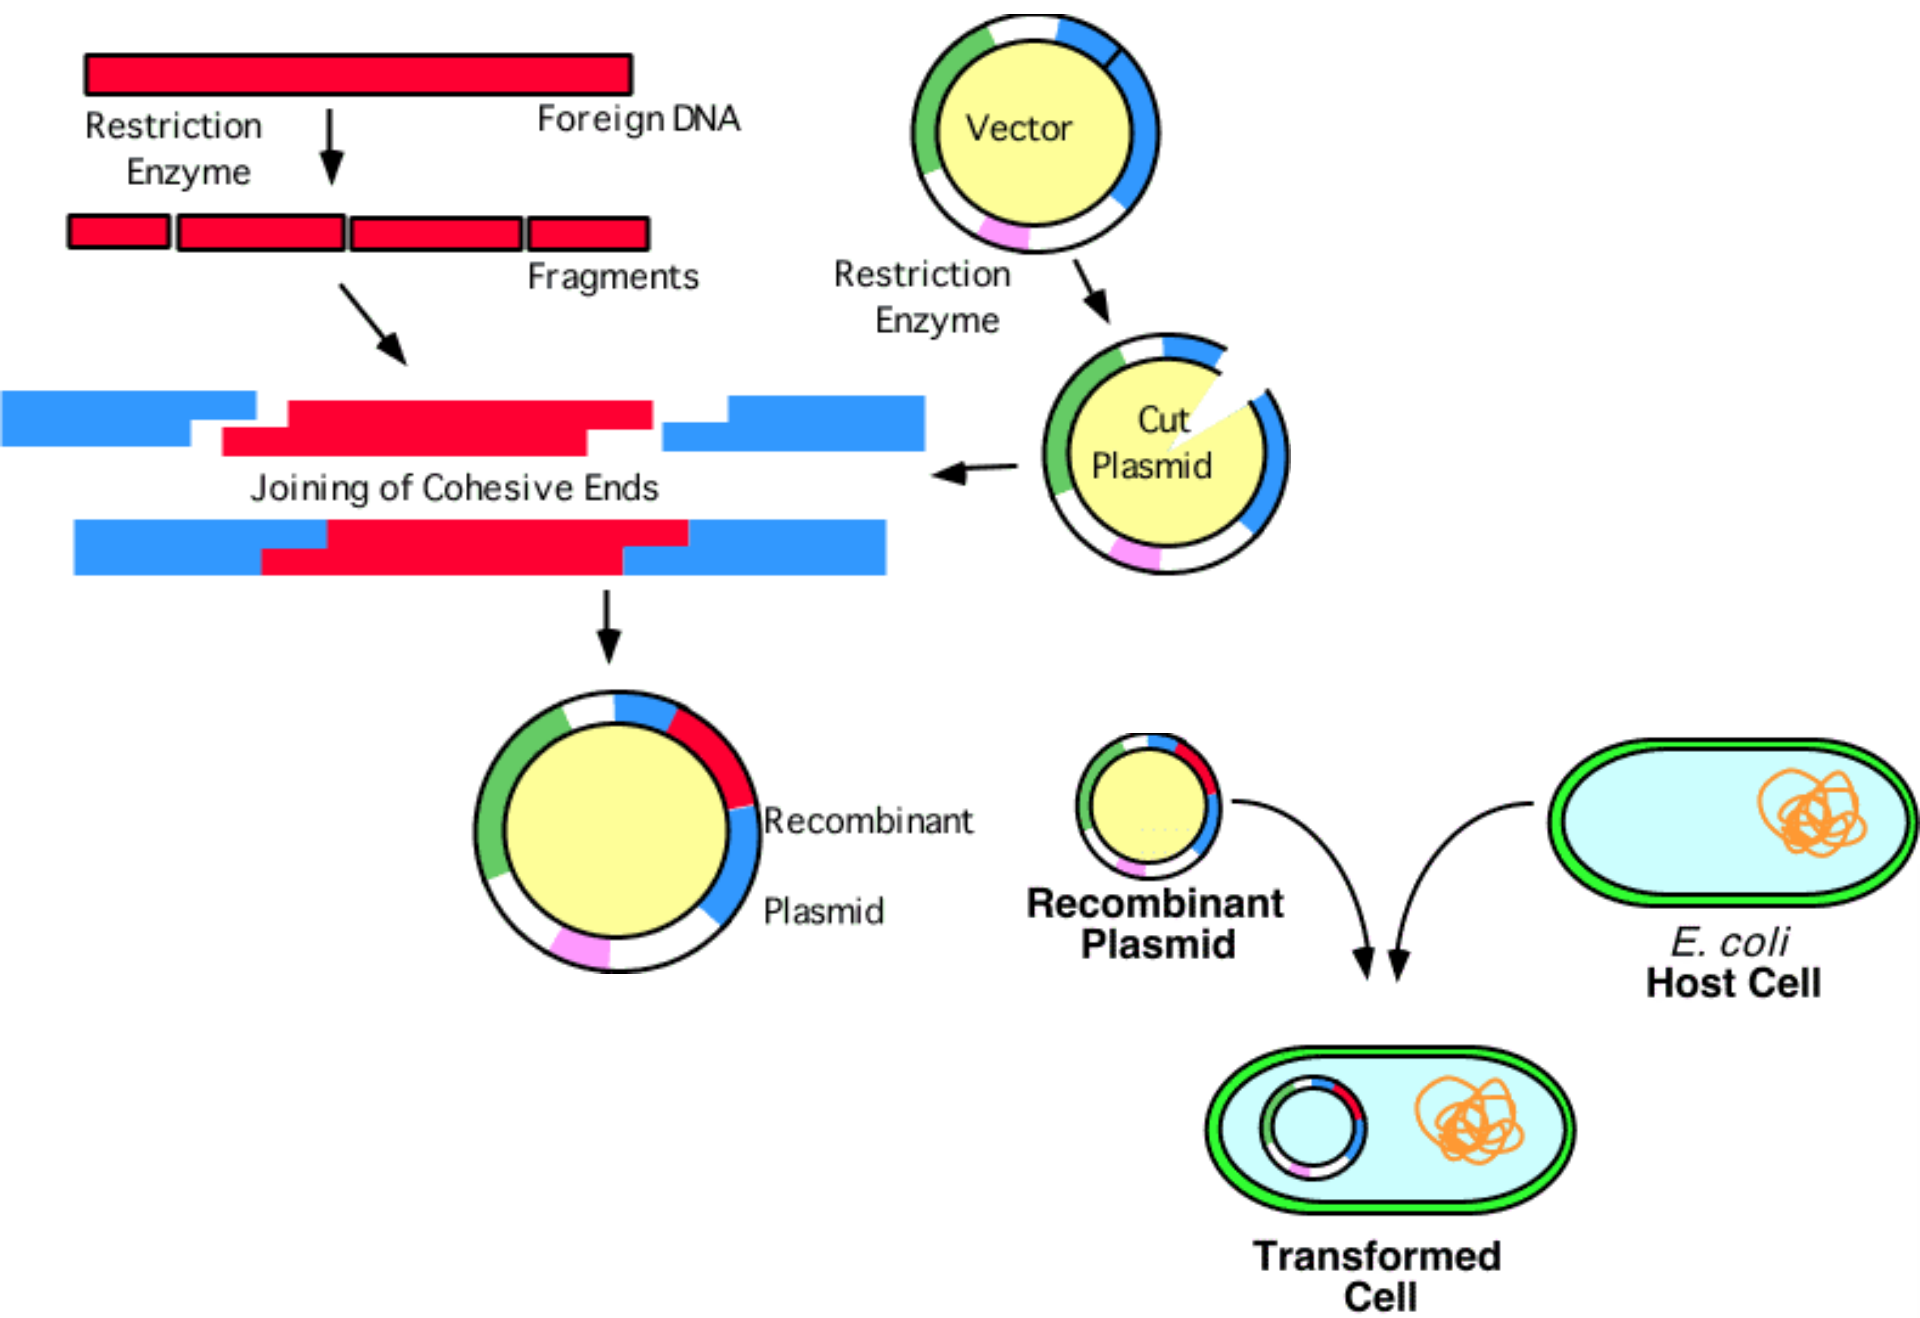 Foreign DNA
Restriction
Enzyme
Fragments
Vector
Restriction
Enzyme
Cut
Plasmid
Joining of Cohesive Ends
Recombinant
Plasmid
Recombinant
Plasmid
E. coli
Host Cell
Transformed
Cell